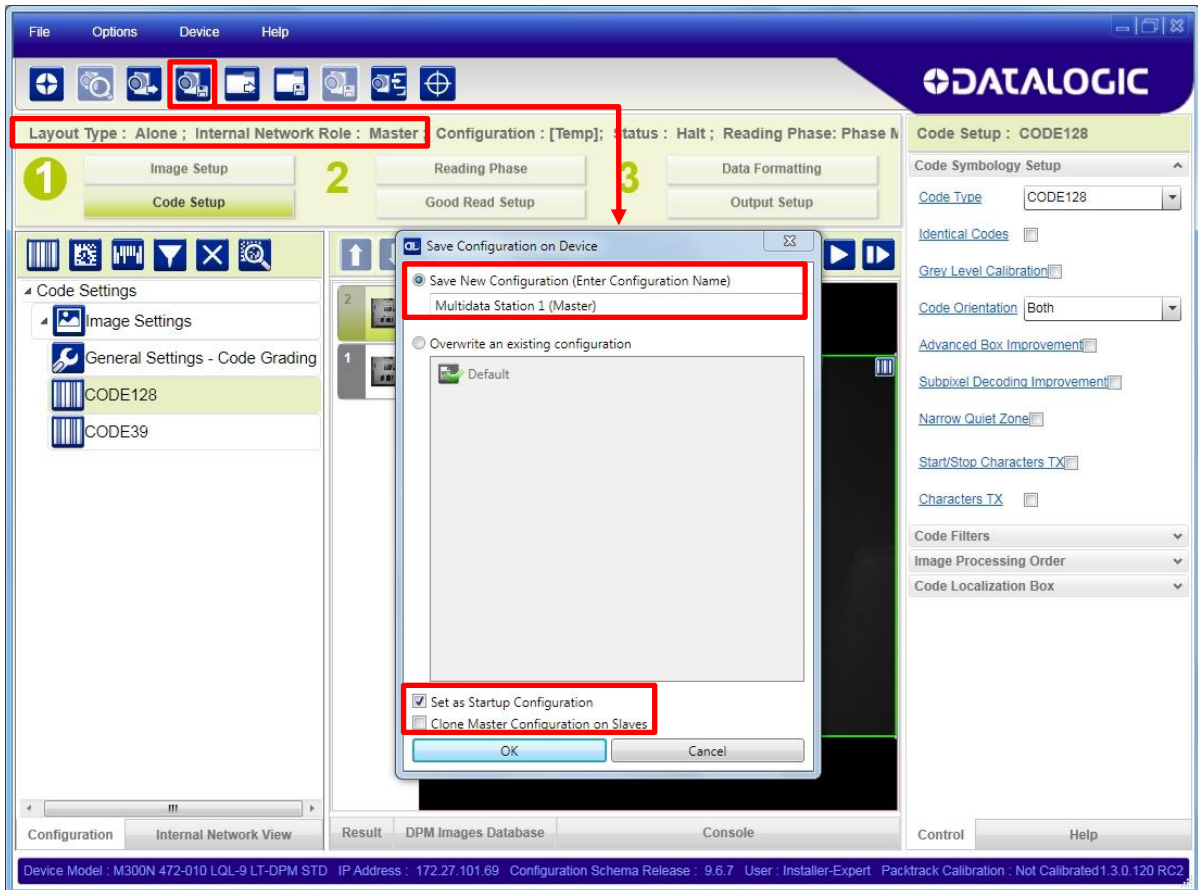 File Options Device Help
DATALOGIC
Layout Type : Alone ; Internal Network Role : Master ; Configuration : [Temp]; Status : Halt ; Reading Phase: Phase M
1 Image Setup 2 Reading Phase 3 Data Formatting
Code Setup Good Read Setup Output Setup
Code Settings
Image Settings
General Settings - Code Grading
CODE128
CODE39
2
1
Save Configuration on Device
Save New Configuration (Enter Configuration Name)
Multidata Station 1 (Master)
Overwrite an existing configuration
Default
Set as Startup Configuration
Clone Master Configuration on Slaves
OK Cancel
Code Setup : CODE128
Code Symbology Setup
Code Type CODE128
Identical Codes
Grey Level Calibration
Code Orientation Both
Advanced Box Improvement
Subpixel Decoding Improvement
Narrow Quiet Zone
Start/Stop Characters TX
Characters TX
Code Filters
Image Processing Order
Code Localization Box
Configuration Internal Network View Result DPM Images Database Console Control Help
Device Model : M300N 472-010 LQL-9 LT-DPM STD IP Address : 172.27.101.69 Configuration Schema Release : 9.6.7 User : Installer-Expert Packtrack Calibration : Not Calibrated 1.3.0.120 RC2